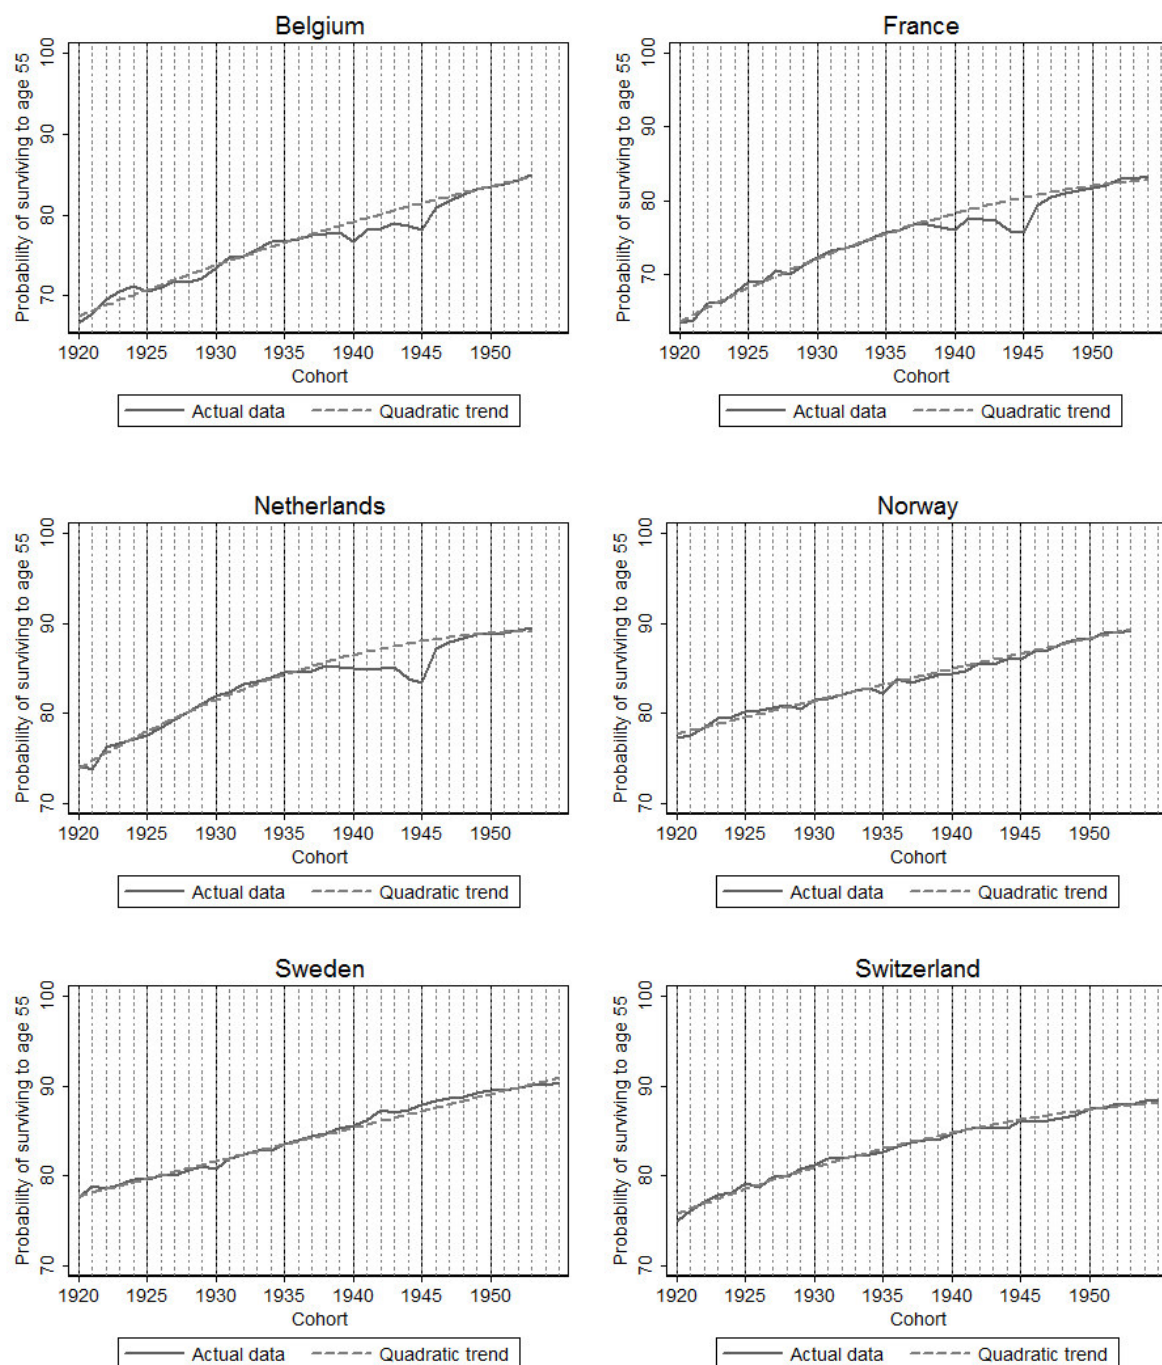 Belgium
Probability of surviving to age 55
100
90
80
70
1920 1925 1930 1935 1940 1945 1950
Cohort
Actual data Quadratic trend
France
Probability of surviving to age 55
100
90
80
70
1920 1925 1930 1935 1940 1945 1950
Cohort
Actual data Quadratic trend
Netherlands
Probability of surviving to age 55
100
90
80
70
1920 1925 1930 1935 1940 1945 1950
Cohort
Actual data Quadratic trend
Norway
Probability of surviving to age 55
100
90
80
70
1920 1925 1930 1935 1940 1945 1950
Cohort
Actual data Quadratic trend
Sweden
Probability of surviving to age 55
100
90
80
70
1920 1925 1930 1935 1940 1945 1950
Cohort
Actual data Quadratic trend
Switzerland
Probability of surviving to age 55
100
90
80
70
1920 1925 1930 1935 1940 1945 1950
Cohort
Actual data Quadratic trend